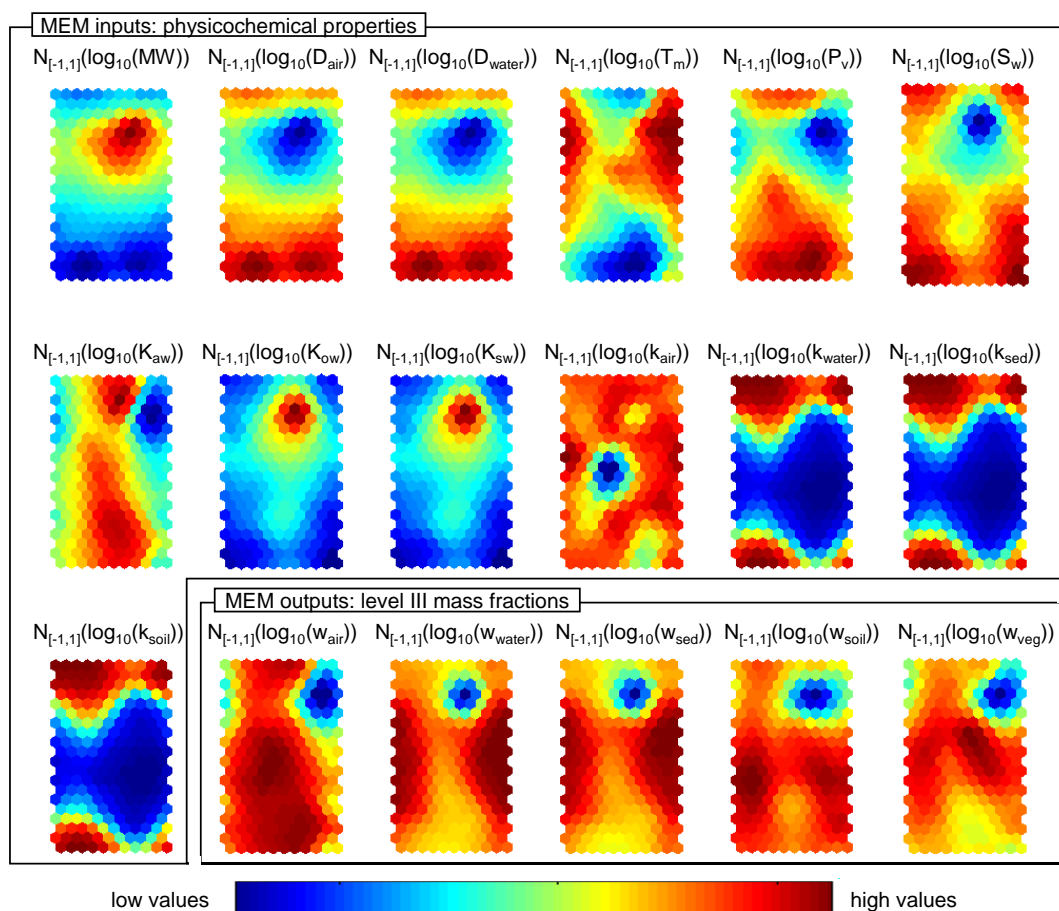 MEM inputs: physicochemical properties
N[-1,1](log10(MW)) N[-1,1](log10(Dair)) N[-1,1](log10(Dwater)) N[-1,1](log10(Tm)) N[-1,1](log10(Pv)) N[-1,1](log10(Sw))
N[-1,1](log10(Kaw)) N[-1,1](log10(Kow)) N[-1,1](log10(Ksw)) N[-1,1](log10(kair)) N[-1,1](log10(kwater)) N[-1,1](log10(ksed))
MEM outputs: level III mass fractions
N[-1,1](log10(ksoil)) N[-1,1](log10(wair)) N[-1,1](log10(wwater)) N[-1,1](log10(wsed)) N[-1,1](log10(wsoil)) N[-1,1](log10(wveg))
low values high values